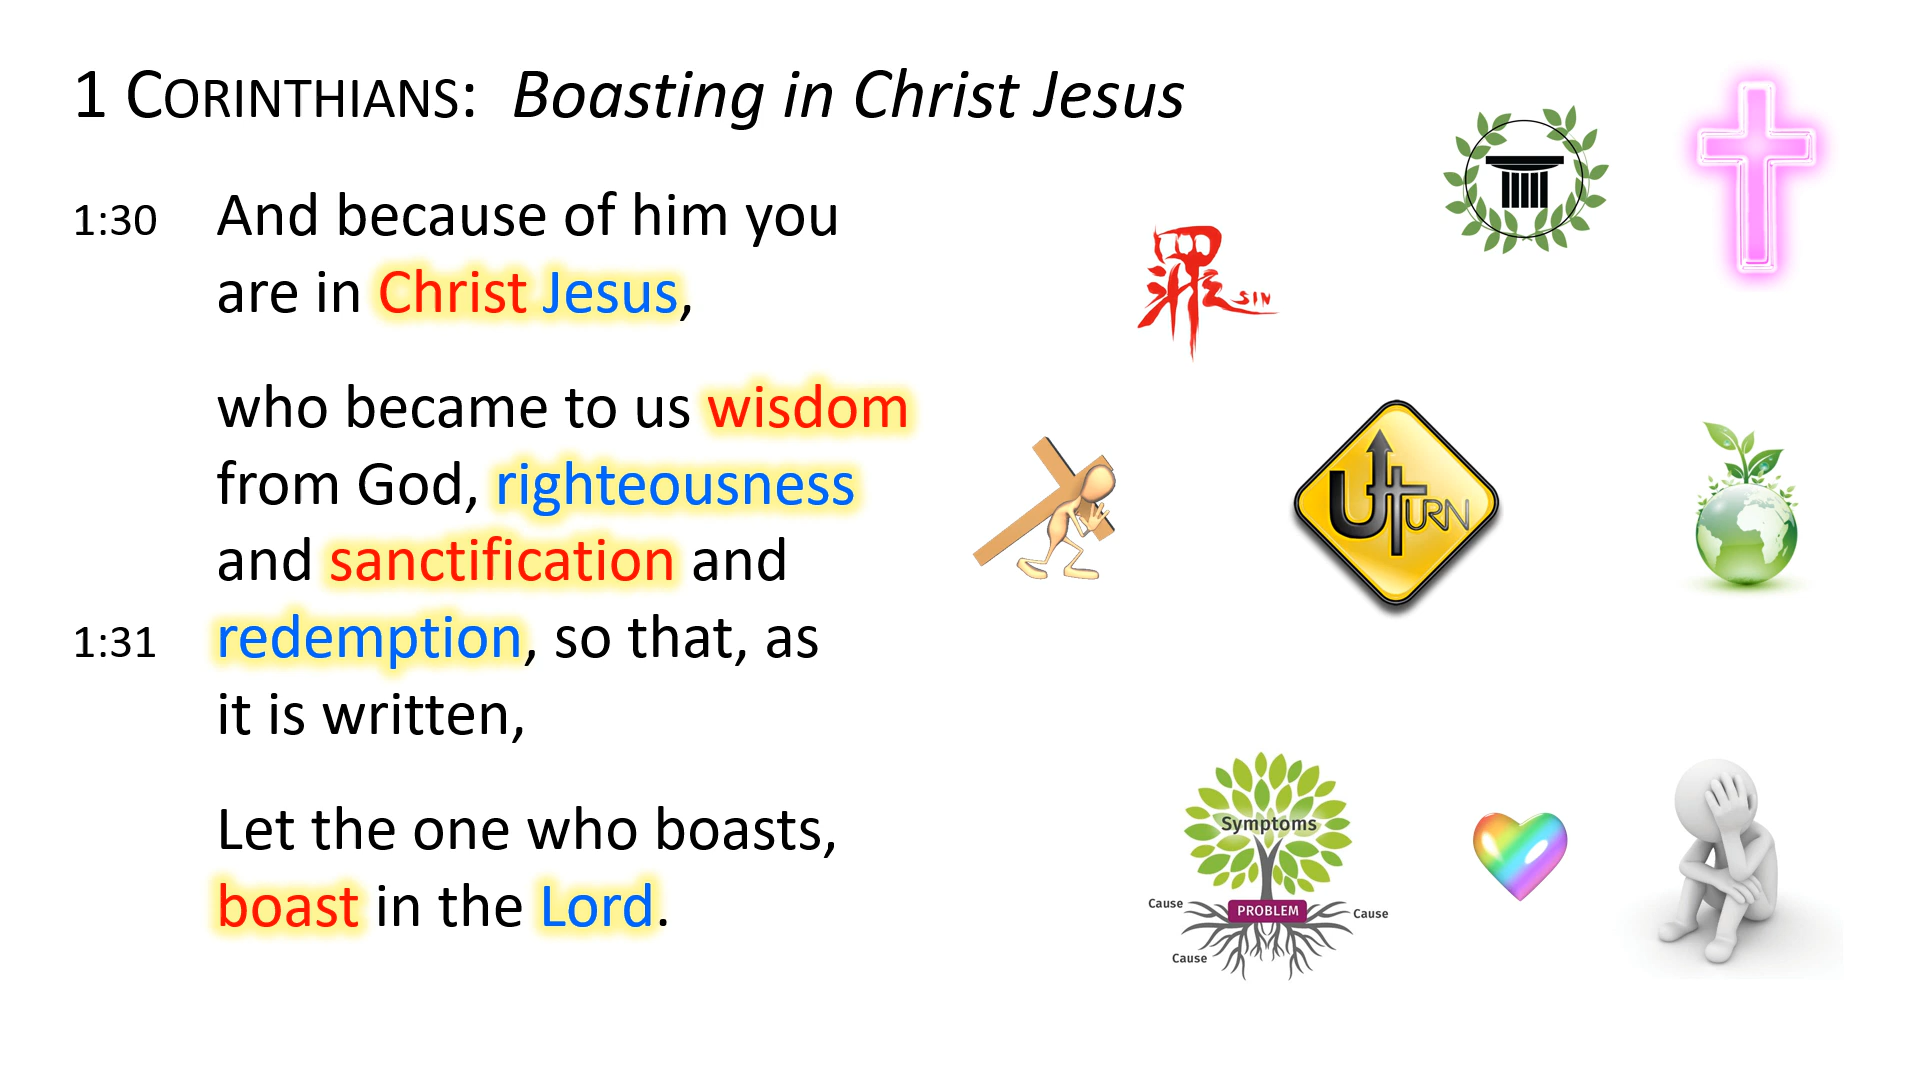 1 CORINTHIANS: Boasting in Christ Jesus
1:30 And because of him you
are in Christ Jesus,
who became to us wisdom
from God, righteousness
and sanctification and
1:31 redemption, so that, as
it is written,
Let the one who boasts,
boast in the Lord.
罪 SIN
U TURN
Symptoms
PROBLEM
Cause
Cause
Cause